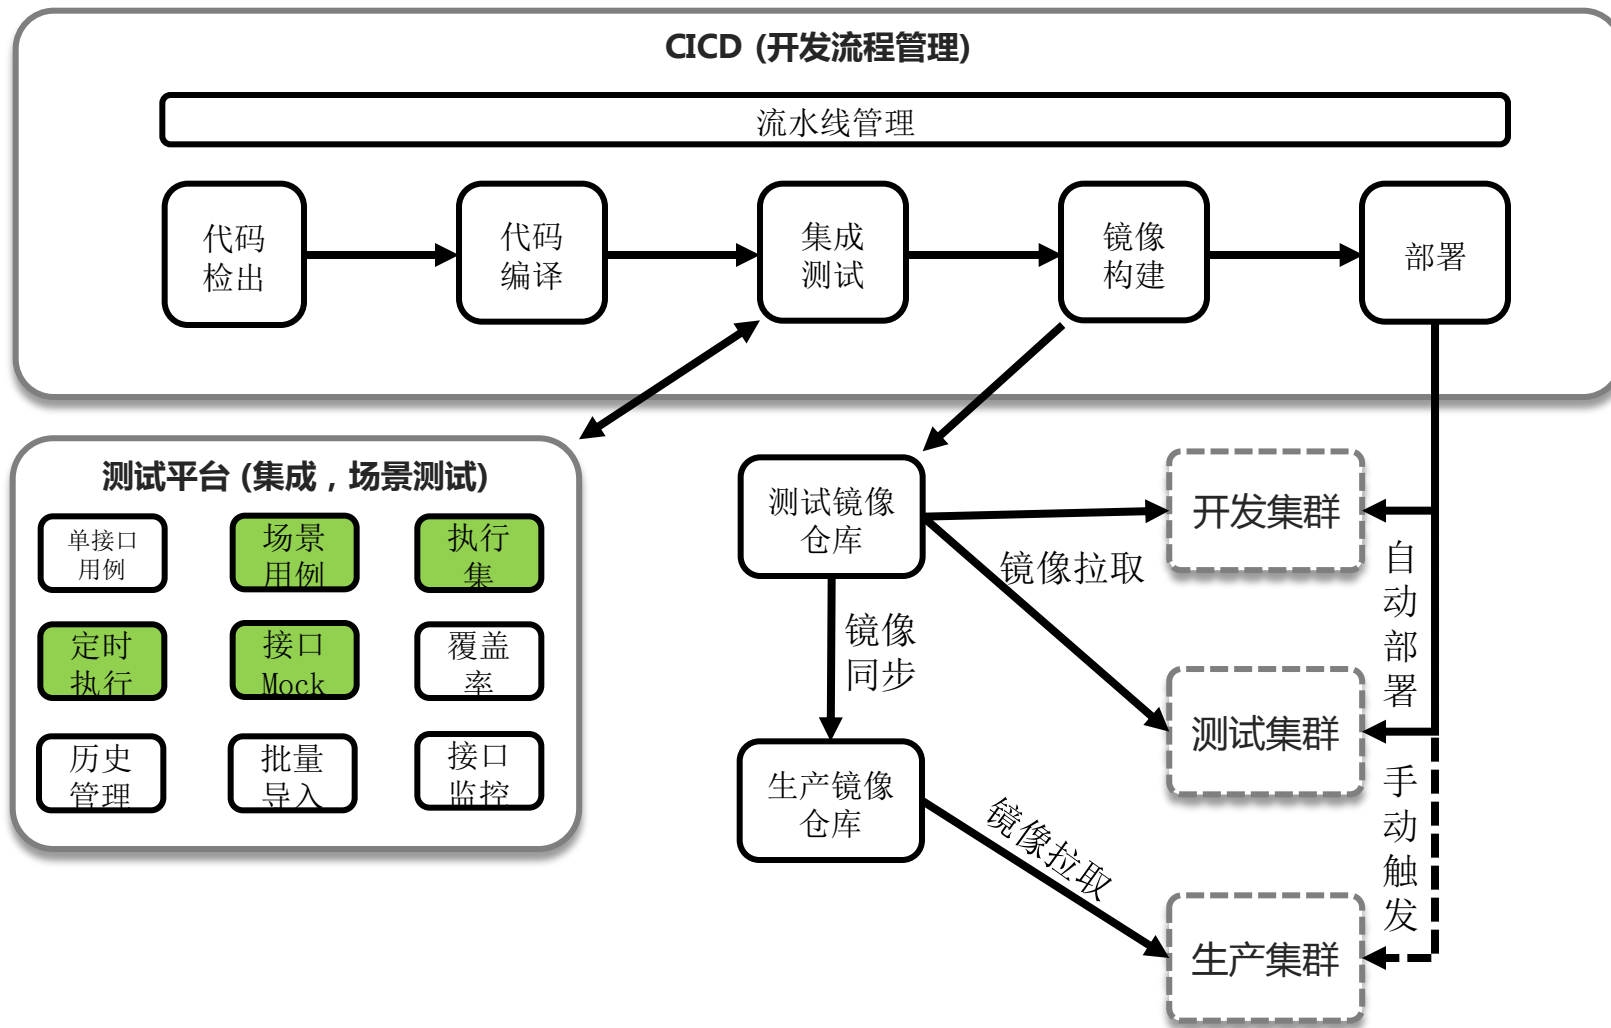 CICD (开发流程管理)
流水线管理
代码
检出
代码
编译
集成
测试
镜像
构建
部署
测试平台 (集成，场景测试)
单接口
用例
场景
用例
执行
集
定时
执行
接口
Mock
覆盖
率
历史
管理
批量
导入
接口
监控
测试镜像
仓库
镜像拉取
镜像
同步
生产镜像
仓库
镜像拉取
开发集群
测试集群
生产集群
自
动
部
署
手
动
触
发